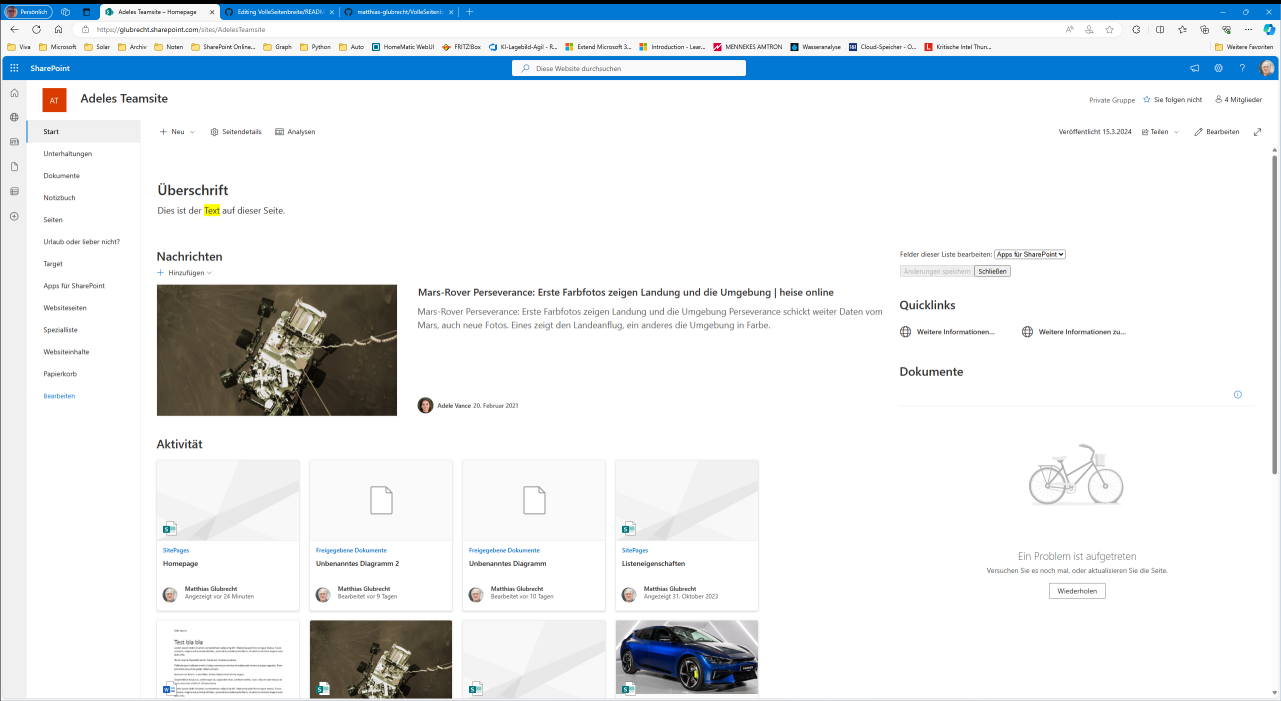 Persönlich
Adeles Teamsite – Homepage
Editing VolleSeitenbreite/READM
matthias-glubrecht/VolleSeitenb
https://glubrecht.sharepoint.com/sites/AdelesTeamsite
Viva
Microsoft
Solar
Archiv
Noten
SharePoint Online...
Graph
Python
Auto
HomeMatic WebUI
FRITZ!Box
KI-Lagebild-Agil - R...
Extend Microsoft 3...
Introduction - Lear...
MENNEKES AMTRON
Wasseranalyse
Cloud-Speicher - O...
Kritische Intel Thun...
Weitere Favoriten
SharePoint
Diese Website durchsuchen
AT
Adeles Teamsite
Private Gruppe
Sie folgen nicht
4 Mitglieder
Start
Unterhaltungen
Dokumente
Notizbuch
Seiten
Urlaub oder lieber nicht?
Target
Apps für SharePoint
Websiteseiten
Spezialliste
Websiteinhalte
Papierkorb
Bearbeiten
Neu
Seitendetails
Analysen
Veröffentlicht 15.3.2024
Teilen
Bearbeiten
Überschrift
Dies ist der Text auf dieser Seite.
Nachrichten
Hinzufügen
Mars-Rover Perseverance: Erste Farbfotos zeigen Landung und die Umgebung | heise online
Mars-Rover Perseverance: Erste Farbfotos zeigen Landung und die Umgebung Perseverance schickt weiter Daten vom
Mars, auch neue Fotos. Eines zeigt den Landeanflug, ein anderes die Umgebung in Farbe.
Adele Vance 20. Februar 2021
Felder dieser Liste bearbeiten: Apps für SharePoint
Änderungen speichern
Schließen
Quicklinks
Weitere Informationen...
Weitere Informationen zu...
Dokumente
Ein Problem ist aufgetreten
Versuchen Sie es noch mal, oder aktualisieren Sie die Seite.
Wiederholen
Aktivität
SitePages
Homepage
Matthias Glubrecht
Angezeigt vor 24 Minuten
Freigegebene Dokumente
Unbenanntes Diagramm 2
Matthias Glubrecht
Bearbeitet vor 9 Tagen
Freigegebene Dokumente
Unbenanntes Diagramm
Matthias Glubrecht
Bearbeitet vor 10 Tagen
SitePages
Listeneigenschaften
Matthias Glubrecht
Angezeigt 31. Oktober 2023
Test bla bla